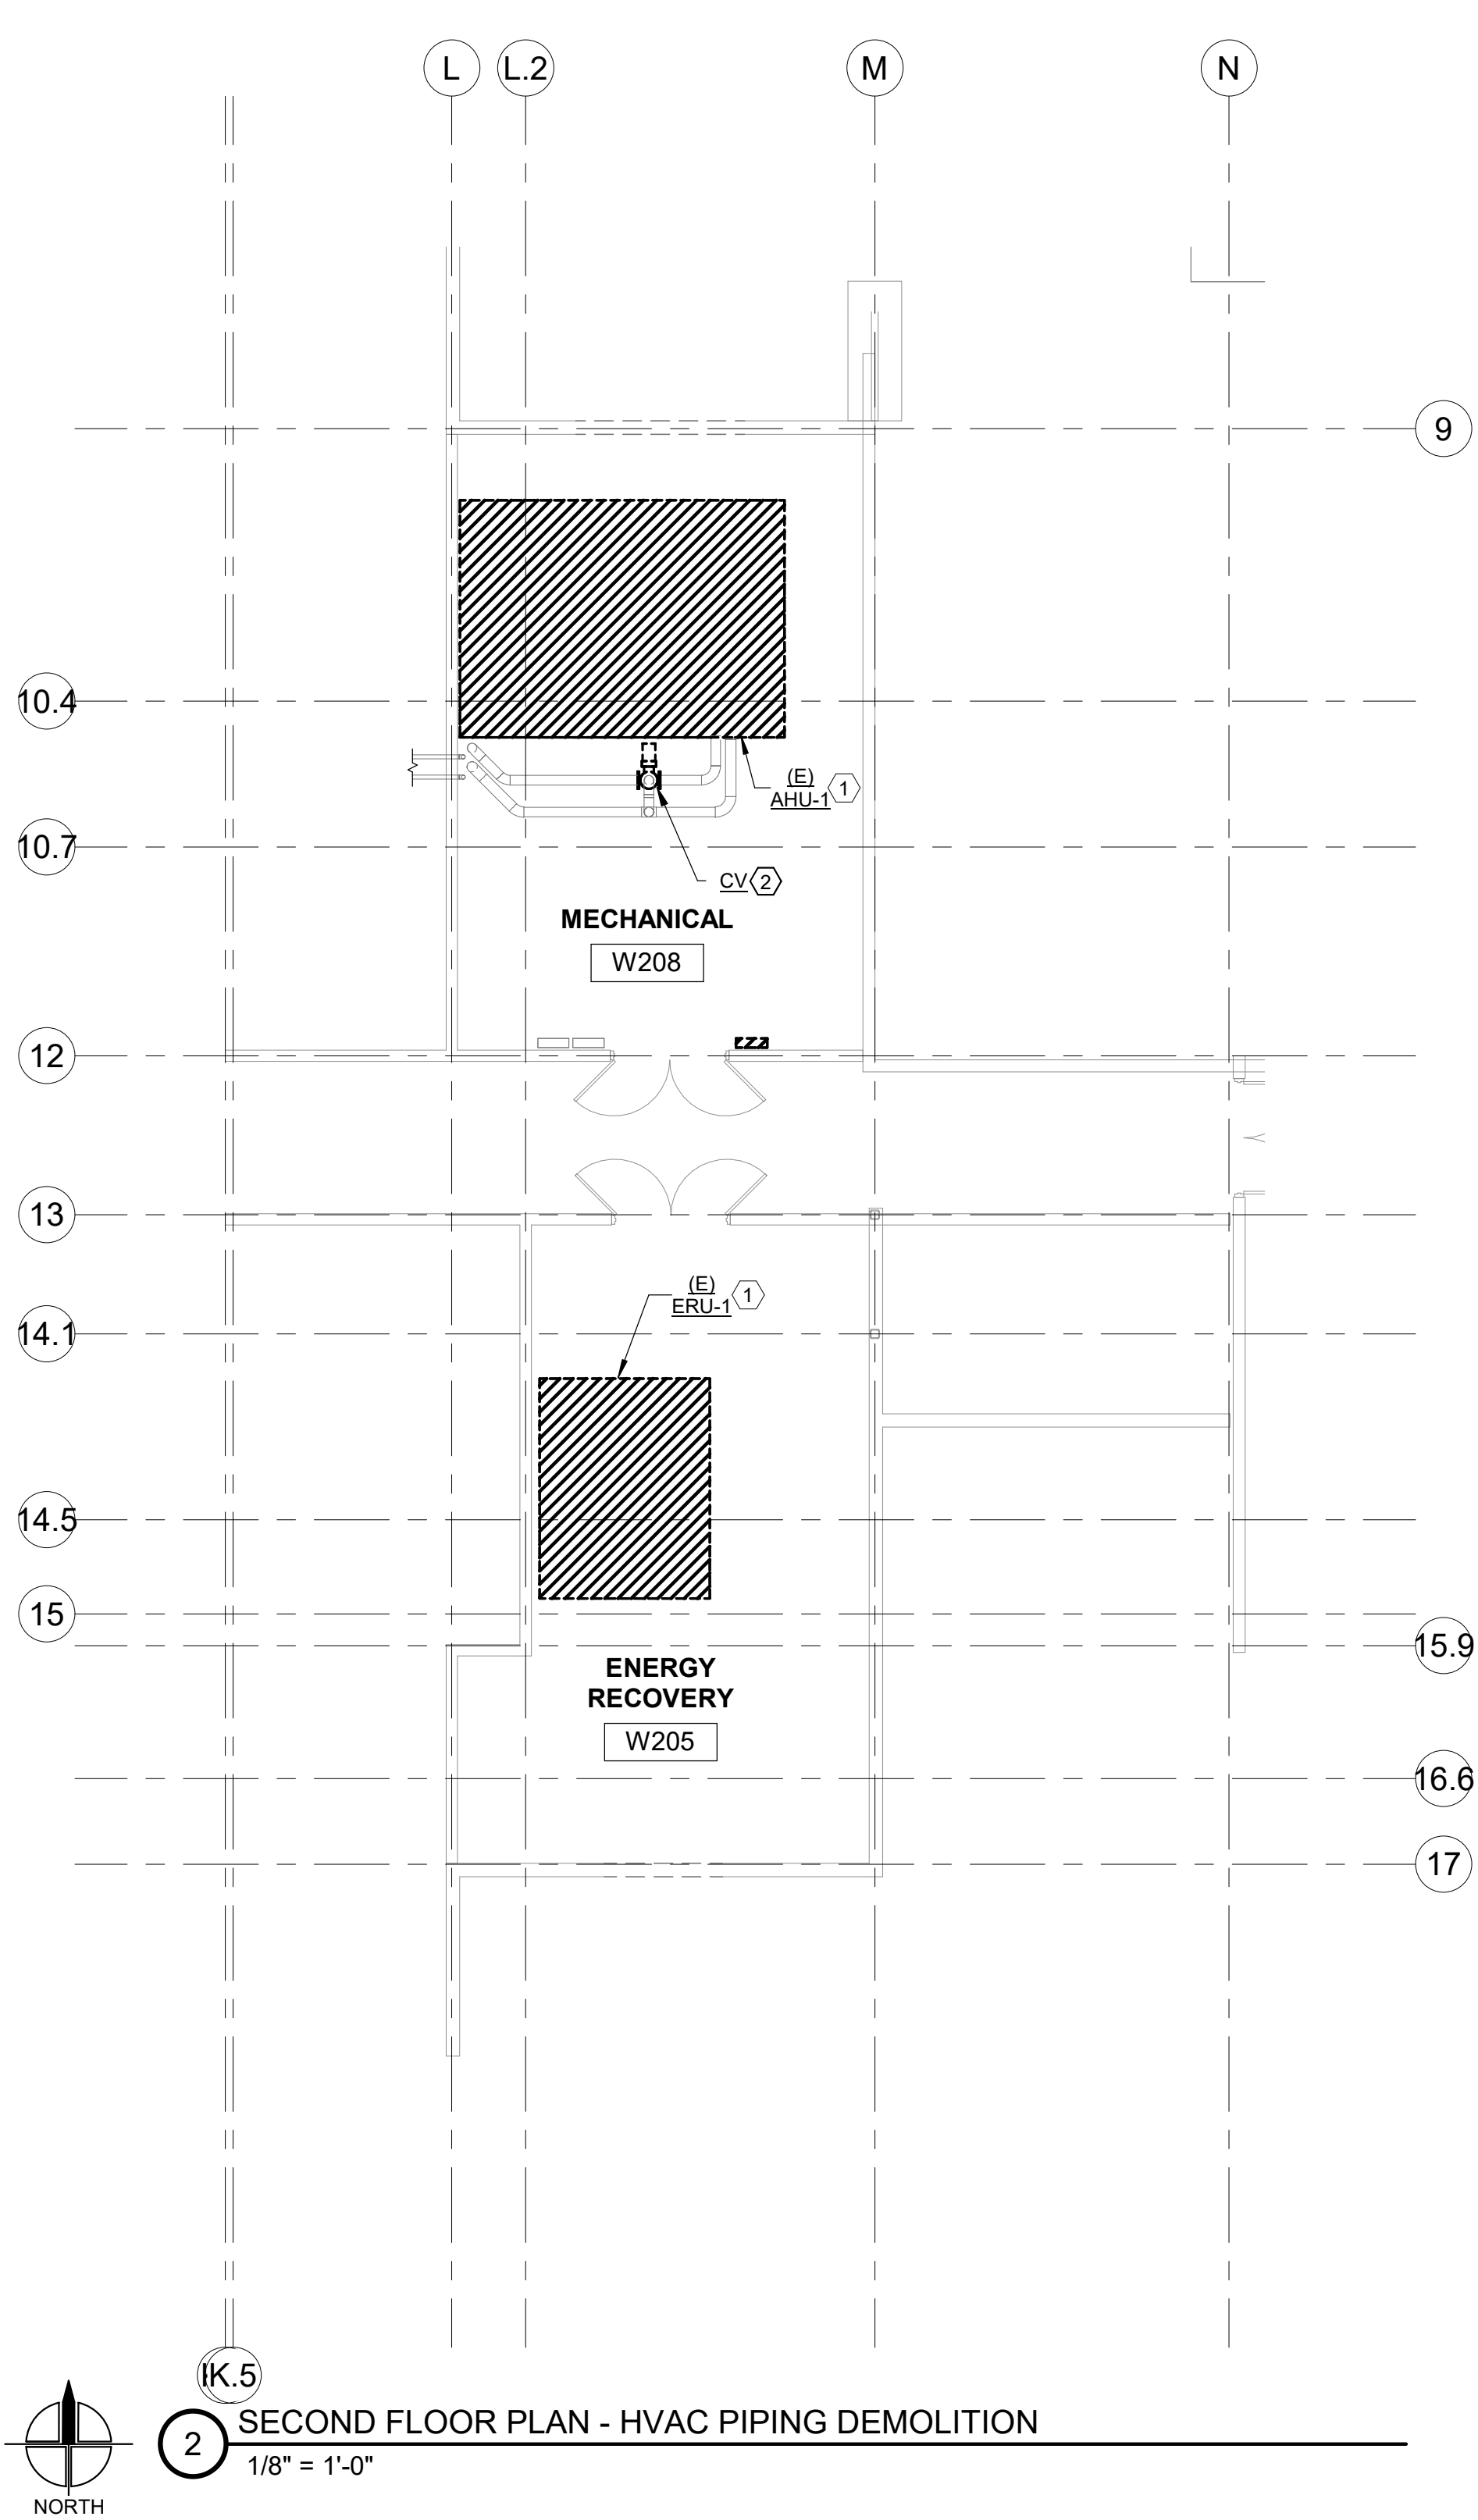 L
L.2
M
N
9
10.4
(E)
AHU-1
1
10.7
CV
2
MECHANICAL
W208
12
13
(E)
ERU-1
1
14.1
14.5
15
15.9
ENERGY
RECOVERY
W205
16.6
17
K.5
2
SECOND FLOOR PLAN - HVAC PIPING DEMOLITION
1/8" = 1'-0"
NORTH